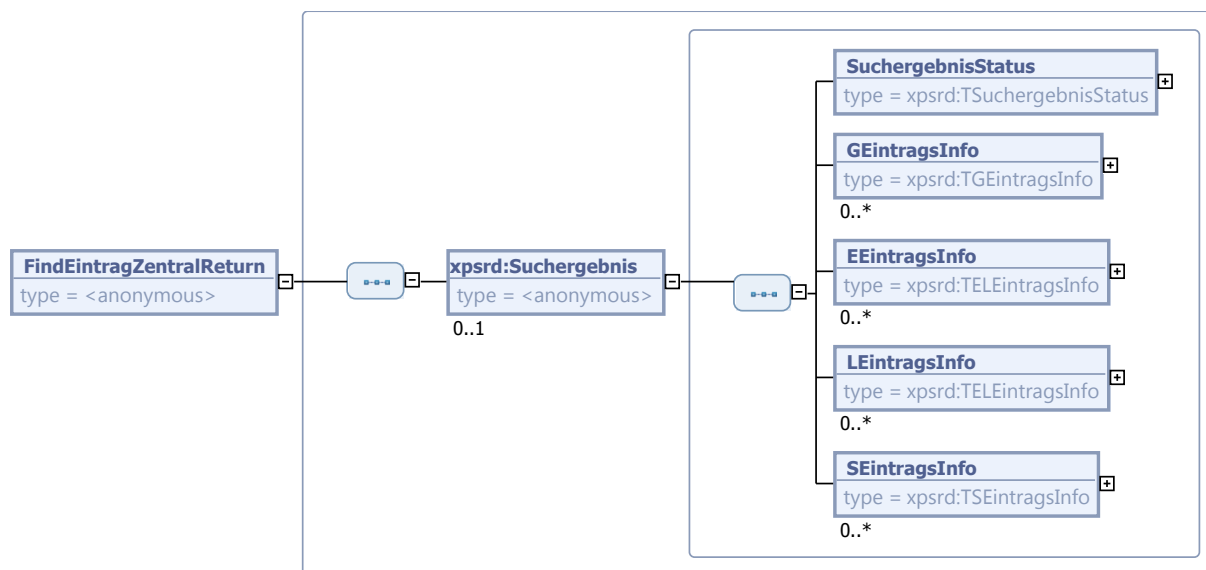 SuchergebnisStatus
type = xpsrd:TSuchergebnisStatus
GEintragsInfo
type = xpsrd:TGEintragsInfo
0..*
FindEintragZentralReturn
type = <anonymous>
xpsrd:Suchergebnis
type = <anonymous>
0..1
EEintragsInfo
type = xpsrd:TELEintragsInfo
0..*
LEintragsInfo
type = xpsrd:TELEintragsInfo
0..*
SEintragsInfo
type = xpsrd:TSEintragsInfo
0..*